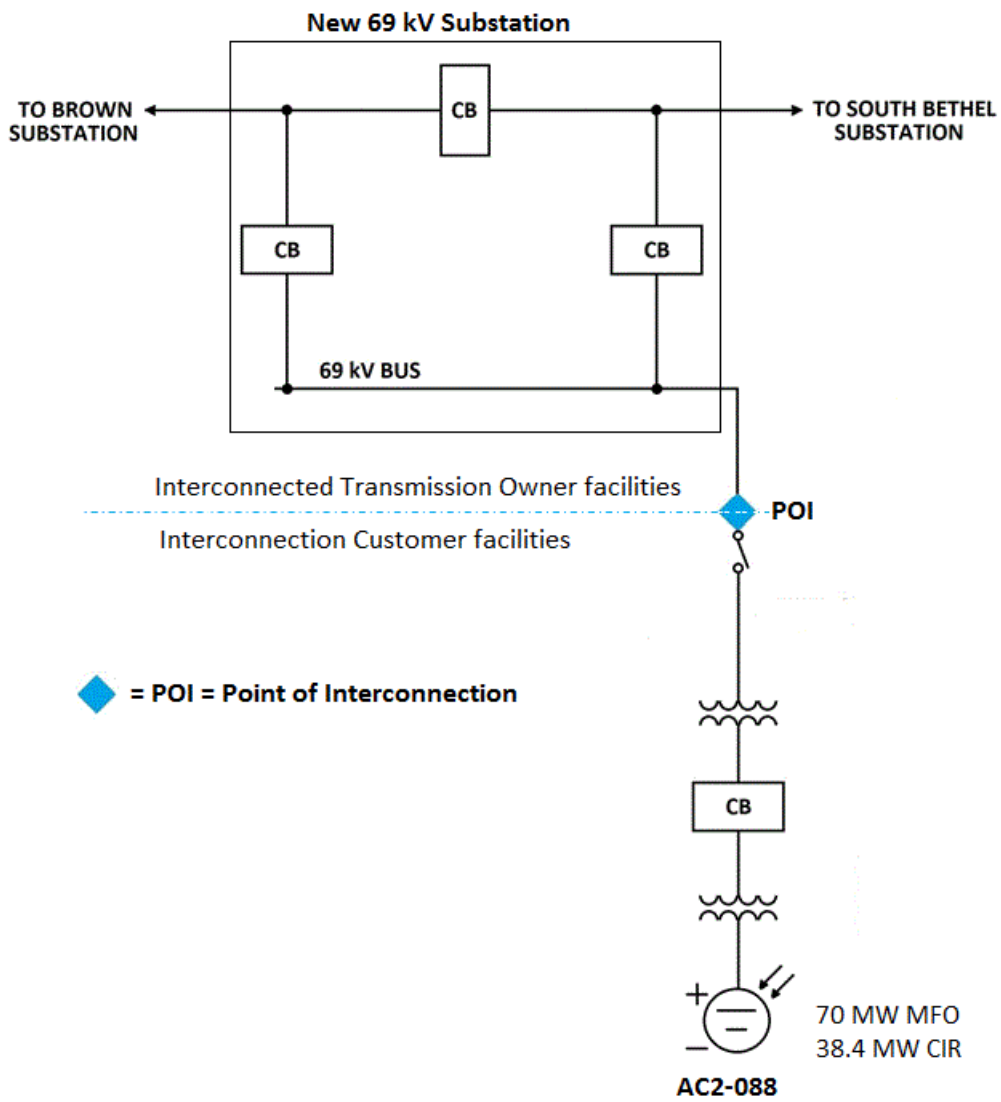 New 69 kV Substation
TO BROWN
SUBSTATION
CB
TO SOUTH BETHEL
SUBSTATION
CB
CB
69 kV BUS
Interconnected Transmission Owner facilities
POI
Interconnection Customer facilities
= POI = Point of Interconnection
CB
+
−
70 MW MFO
38.4 MW CIR
AC2-088